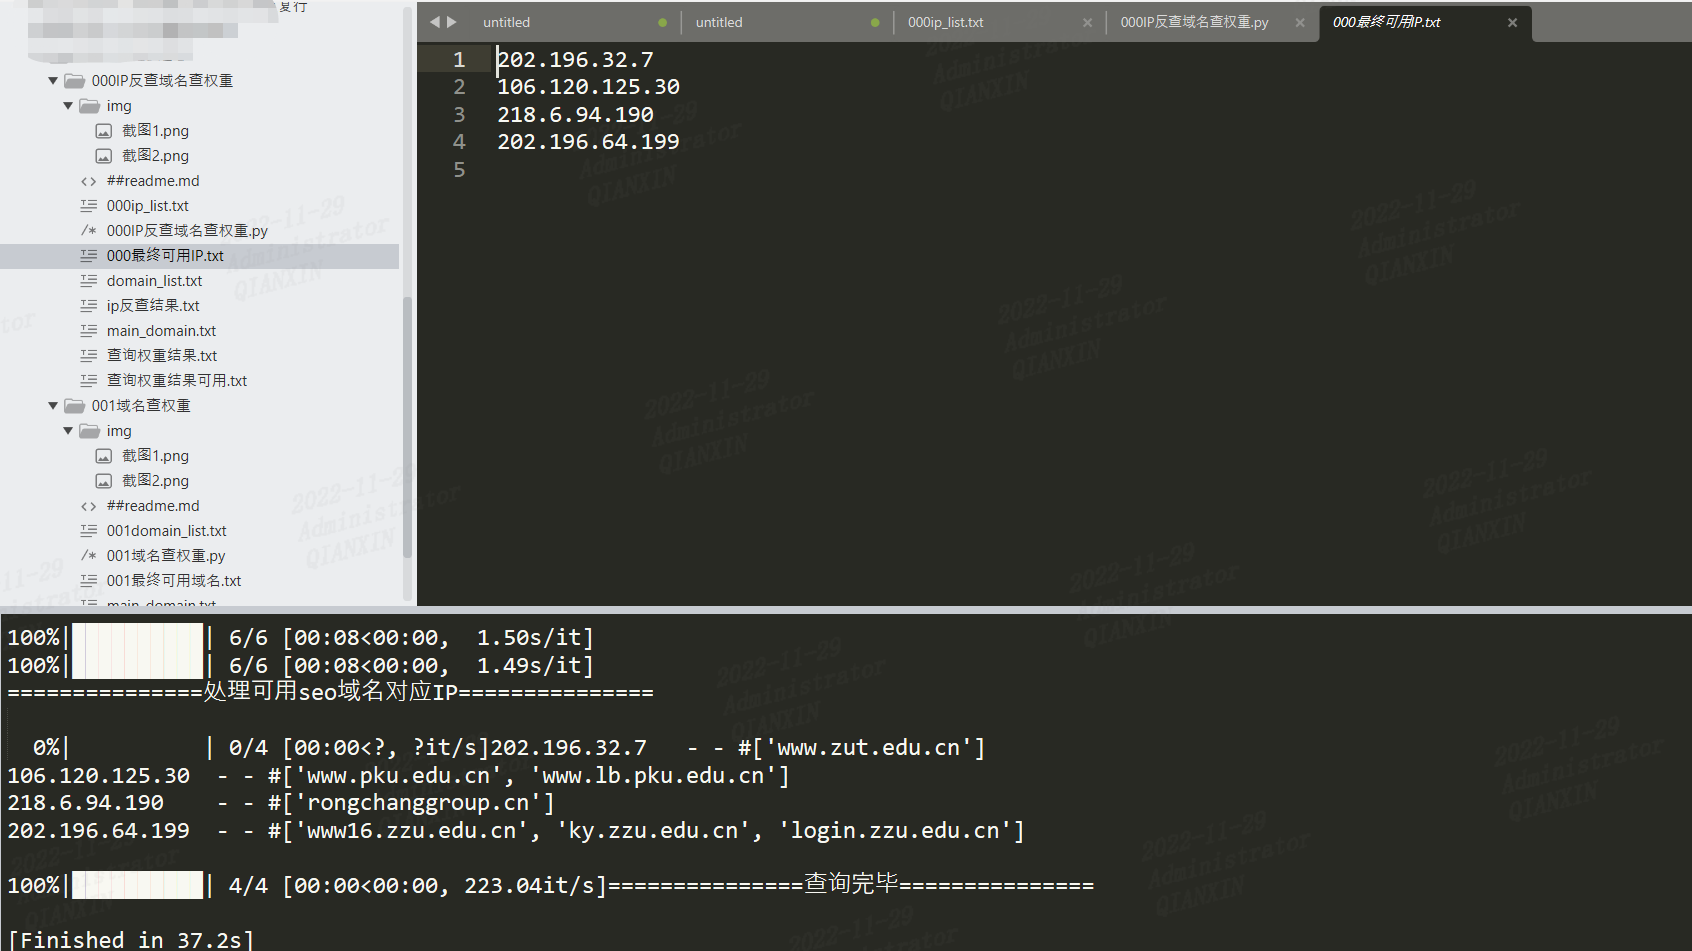 复行
000IP反查域名查权重
img
截图1.png
截图2.png
##readme.md
000ip_list.txt
000IP反查域名查权重.py
000最终可用IP.txt
domain_list.txt
ip反查结果.txt
main_domain.txt
查询权重结果.txt
查询权重结果可用.txt
001域名查权重
img
截图1.png
截图2.png
##readme.md
001domain_list.txt
001域名查权重.py
001最终可用域名.txt
main_domain.txt
untitled
untitled
000ip_list.txt
000IP反查域名查权重.py
000最终可用IP.txt
1 202.196.32.7
2 106.120.125.30
3 218.6.94.190
4 202.196.64.199
5
100%|██████████| 6/6 [00:08<00:00,  1.50s/it]
100%|██████████| 6/6 [00:08<00:00,  1.49s/it]
===============处理可用seo域名对应IP===============
0%|          | 0/4 [00:00<?, ?it/s]202.196.32.7   - - #['www.zut.edu.cn']
106.120.125.30  - - #['www.pku.edu.cn', 'www.lb.pku.edu.cn']
218.6.94.190    - - #['rongchanggroup.cn']
202.196.64.199  - - #['www16.zzu.edu.cn', 'ky.zzu.edu.cn', 'login.zzu.edu.cn']
100%|██████████| 4/4 [00:00<00:00, 223.04it/s]===============查询完毕===============
[Finished in 37.2s]
2022-11-29
Administrator
QIANXIN